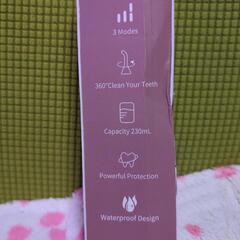 3 Modes
360°Clean Your Teeth
Capacity 230mL
Powerful Protection
Waterproof Design